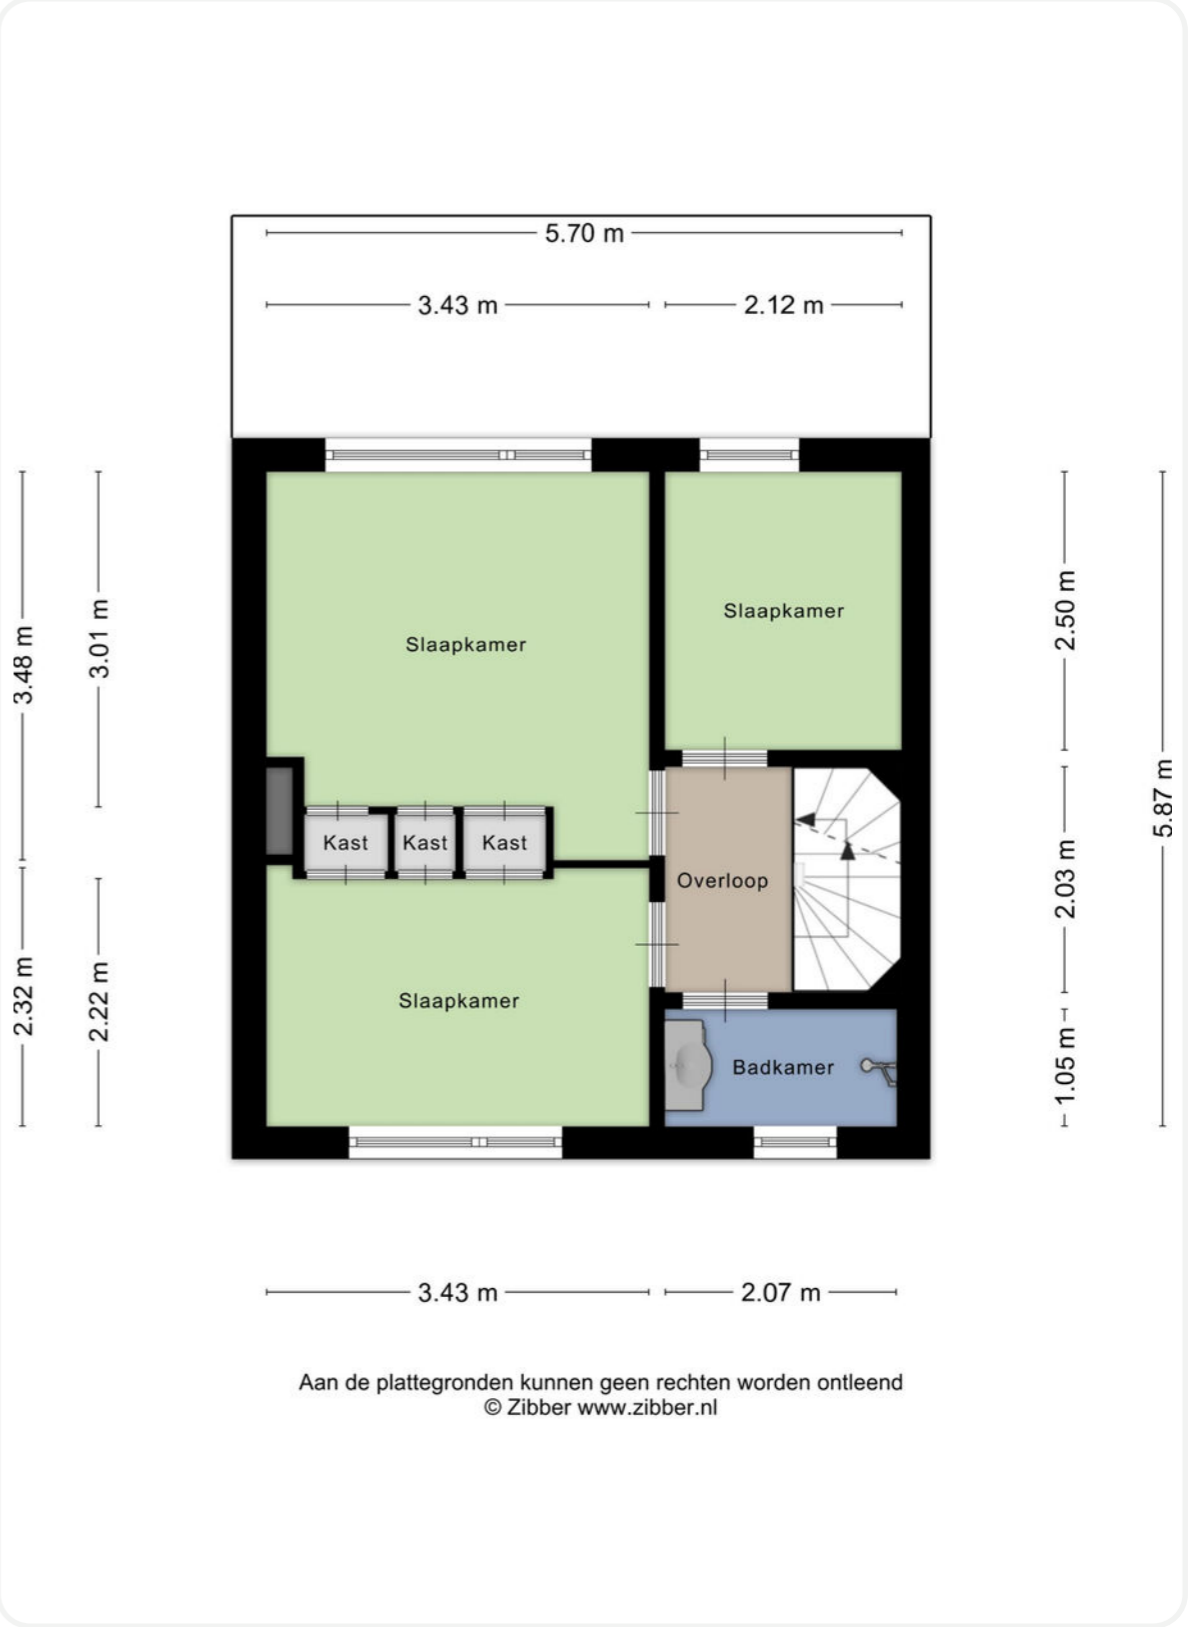 5.70 m
3.43 m
2.12 m
3.48 m
3.01 m
2.50 m
Slaapkamer
Slaapkamer
5.87 m
Kast
Kast
Kast
Overloop
2.03 m
2.32 m
2.22 m
Slaapkamer
Badkamer
1.05 m
3.43 m
2.07 m
Aan de plattegronden kunnen geen rechten worden ontleend
© Zibber www.zibber.nl